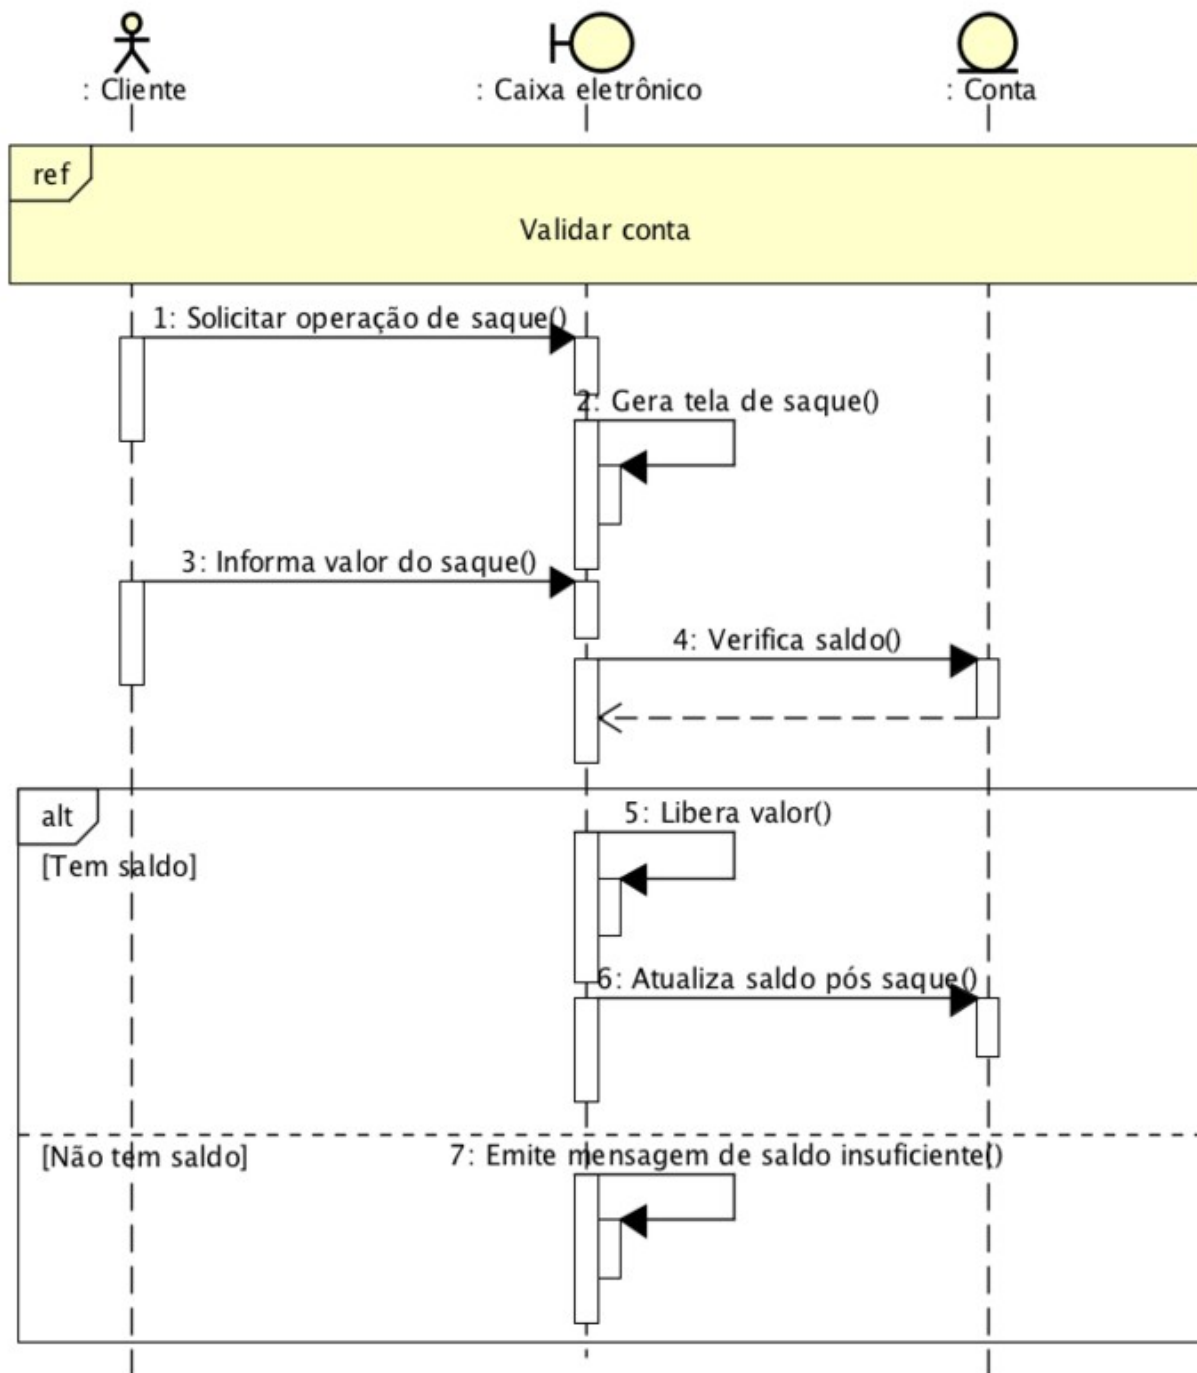 : Cliente
: Caixa eletrônico
: Conta
ref
Validar conta
1: Solicitar operação de saque()
2: Gera tela de saque()
3: Informa valor do saque()
4: Verifica saldo()
alt
5: Libera valor()
[Tem saldo]
6: Atualiza saldo pós saque()
[Não tem saldo]
7: Emite mensagem de saldo insuficiente()